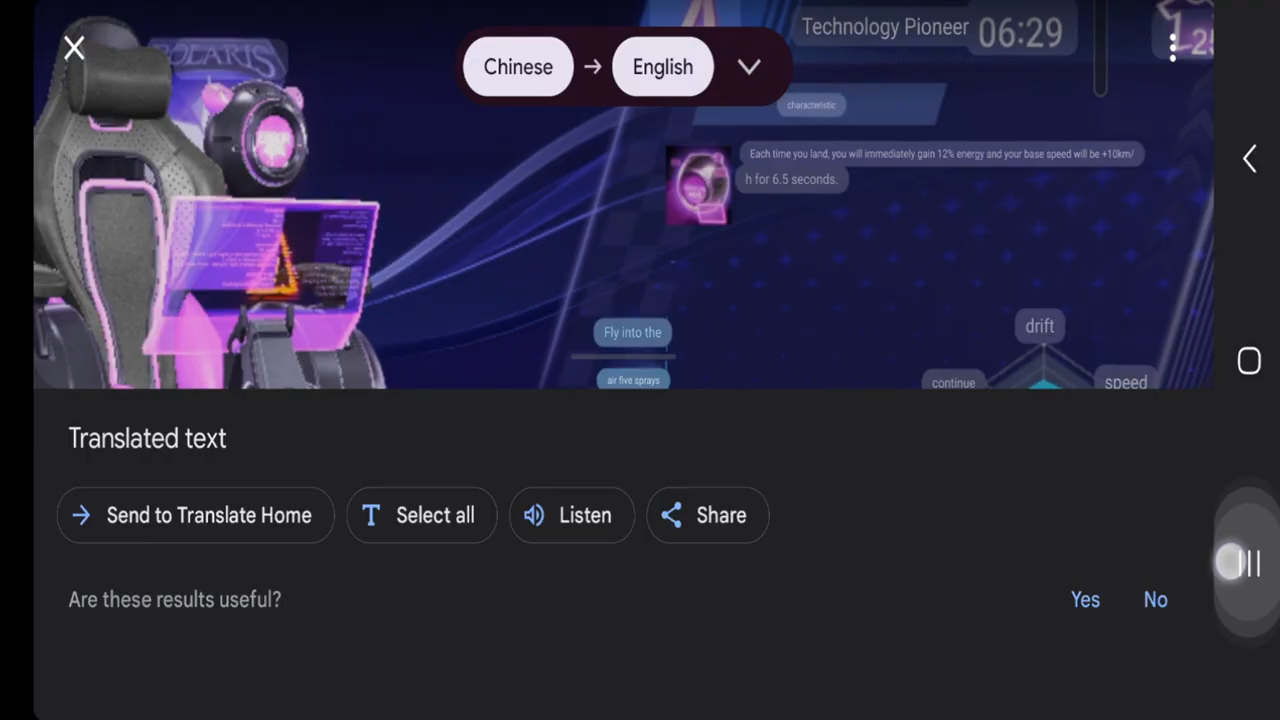 POLARIS
Chinese → English
Technology Pioneer
06:29
characteristic
Each time you land, you will immediately gain 12% energy and your base speed will be +10km/
h for 6.5 seconds.
Fly into the
air five sprays
drift
continue
speed
Translated text
Send to Translate Home
Select all
Listen
Share
Are these results useful?
Yes
No